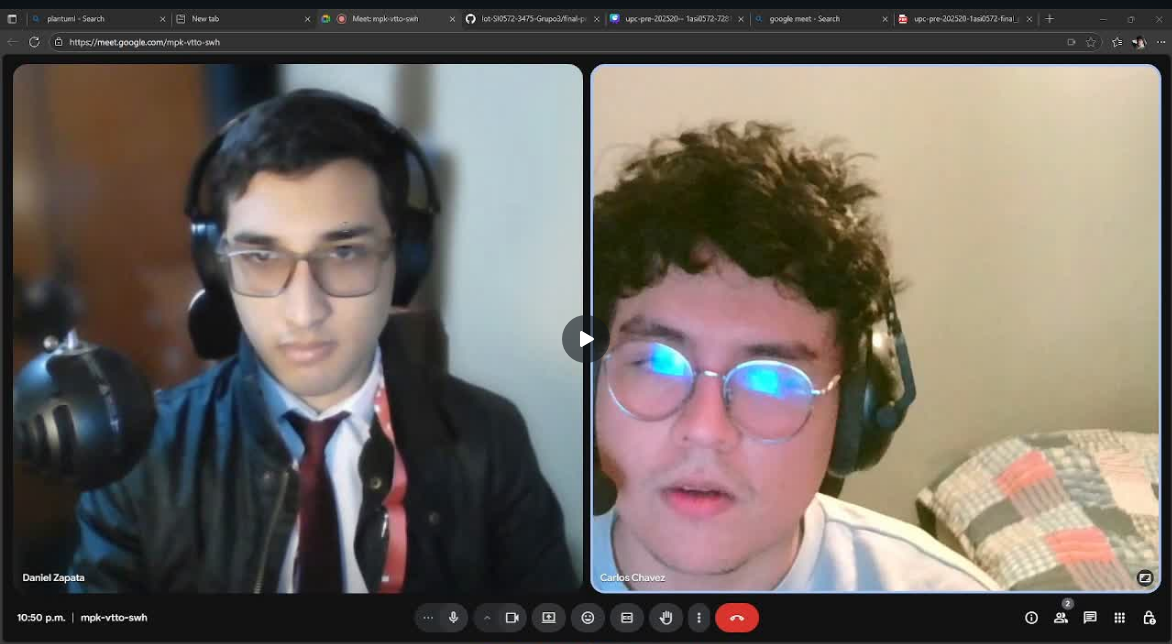 plantuml - Search
New tab
Meet: mpk-vtto-swh
Iot-SI0572-3475-Grupo3/final-pr
upc-pre-202520-- 1asi0572-728
google meet - Search
upc-pre-202520-1asi0572-final
https://meet.google.com/mpk-vtto-swh
Daniel Zapata
Carlos Chavez
10:50 p.m. | mpk-vtto-swh
2